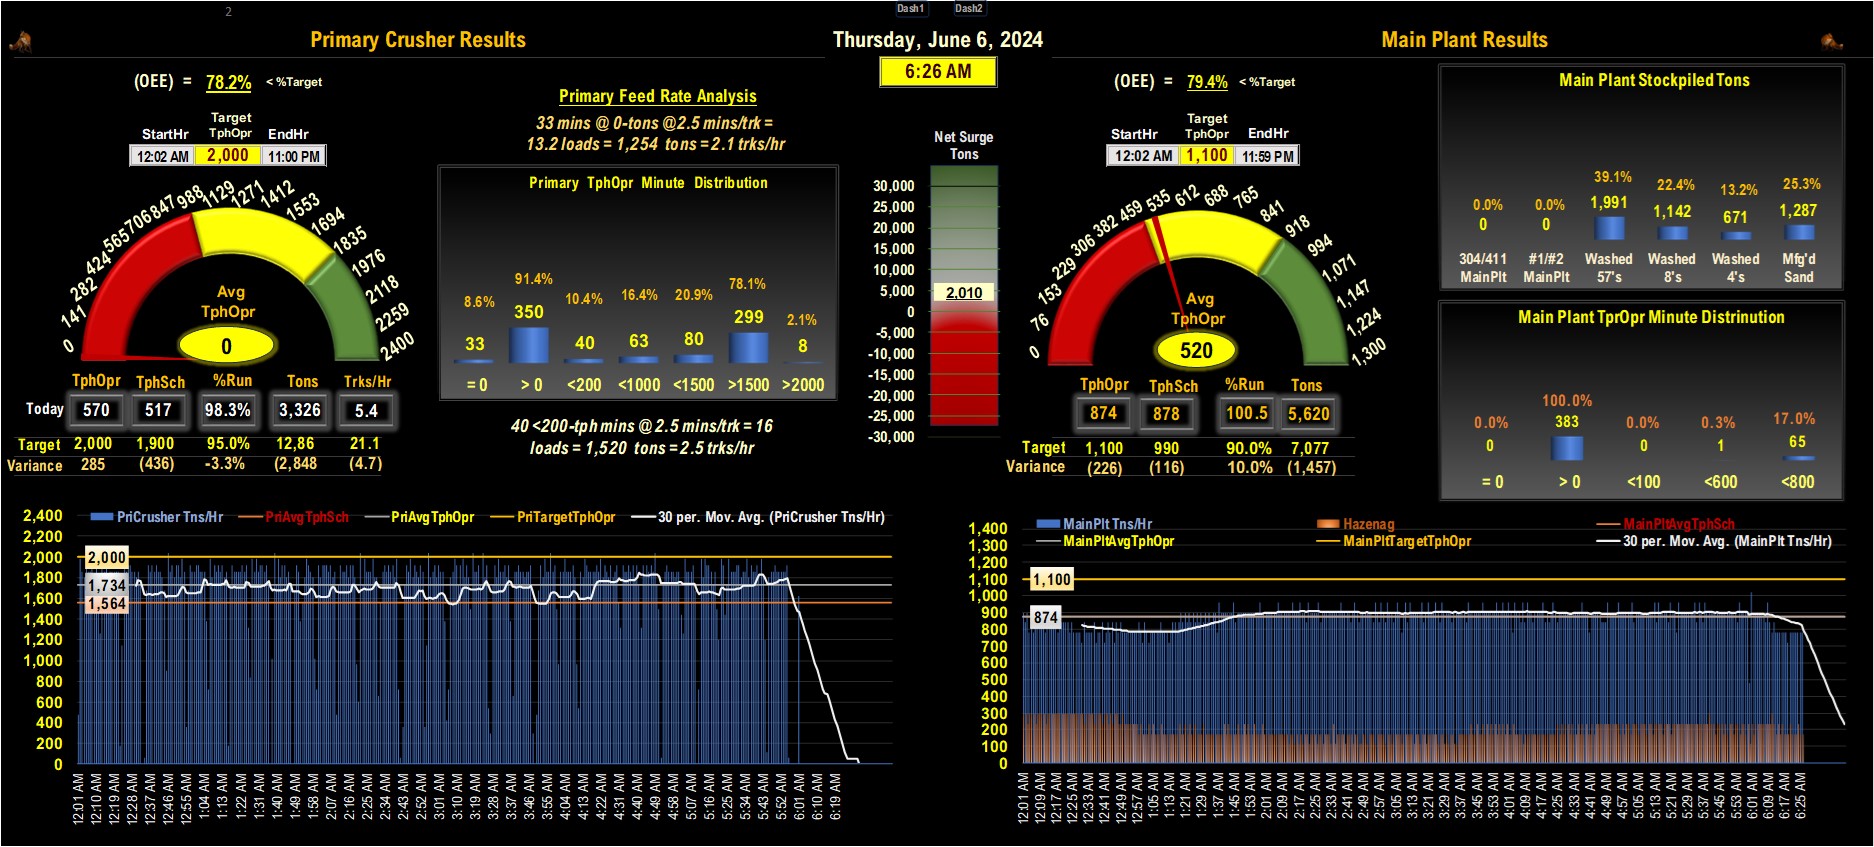 2
Dash1 Dash2
Primary Crusher Results
Thursday, June 6, 2024
Main Plant Results
6:26 AM
(OEE) = 78.2% < %Target
Target
StartHr TphOpr EndHr
12:02 AM 2,000 11:00 PM
0 141 282 424 565 706 847 988 1129 1271 1412 1553 1694 1835 1976 2118 2259 2400
Avg
TphOpr
0
TphOpr TphSch %Run Tons Trks/Hr
Today 570 517 98.3% 3,326 5.4
Target 2,000 1,900 95.0% 12,86 21.1
Variance 285 (436) -3.3% (2,848 (4.7)
Primary Feed Rate Analysis
33 mins @ 0-tons @2.5 mins/trk =
13.2 loads = 1,254 tons = 2.1 trks/hr
Primary TphOpr Minute Distribution
8.6% 91.4% 10.4% 16.4% 20.9% 78.1% 2.1%
33 350 40 63 80 299 8
= 0 > 0 <200 <1000 <1500 >1500 >2000
40 <200-tph mins @ 2.5 mins/trk = 16
loads = 1,520 tons = 2.5 trks/hr
Net Surge
Tons
30,000
25,000
20,000
15,000
10,000
5,000
2,010
0
-5,000
-10,000
-15,000
-20,000
-25,000
-30,000
(OEE) = 79.4% < %Target
Target
StartHr TphOpr EndHr
12:02 AM 1,100 11:59 PM
0 76 153 229 306 382 459 535 612 688 765 841 918 994 1,071 1,147 1,224 1,300
Avg
TphOpr
520
TphOpr TphSch %Run Tons
874 878 100.5 5,620
Target 1,100 990 90.0% 7,077
Variance (226) (116) 10.0% (1,457)
Main Plant Stockpiled Tons
0.0% 0.0% 39.1% 22.4% 13.2% 25.3%
0 0 1,991 1,142 671 1,287
304/411 #1/#2 Washed Washed Washed Mfg'd
MainPlt MainPlt 57's 8's 4's Sand
Main Plant TprOpr Minute Distrinution
0.0% 100.0% 0.0% 0.3% 17.0%
0 383 0 1 65
= 0 > 0 <100 <600 <800
PriCrusher Tns/Hr PriAvgTphSch PriAvgTphOpr PriTargetTphOpr 30 per. Mov. Avg. (PriCrusher Tns/Hr)
2,400
2,200
2,000
1,800
1,600
1,400
1,200
1,000
800
600
400
200
0
2,000
1,734
1,564
12:01 AM 12:10 AM 12:19 AM 12:28 AM 12:37 AM 12:46 AM 12:55 AM 1:04 AM 1:13 AM 1:22 AM 1:31 AM 1:40 AM 1:49 AM 1:58 AM 2:07 AM 2:16 AM 2:25 AM 2:34 AM 2:43 AM 2:52 AM 3:01 AM 3:10 AM 3:19 AM 3:28 AM 3:37 AM 3:46 AM 3:55 AM 4:04 AM 4:13 AM 4:22 AM 4:31 AM 4:40 AM 4:49 AM 4:58 AM 5:07 AM 5:16 AM 5:25 AM 5:34 AM 5:43 AM 5:52 AM 6:01 AM 6:10 AM 6:19 AM
MainPlt Tns/Hr Hazenag MainPltAvgTphSch
MainPltAvgTphOpr MainPltTargetTphOpr 30 per. Mov. Avg. (MainPlt Tns/Hr)
1,400
1,300
1,200
1,100
1,000
900
800
700
600
500
400
300
200
100
0
1,100
874
12:01 AM 12:09 AM 12:17 AM 12:25 AM 12:33 AM 12:41 AM 12:49 AM 12:57 AM 1:05 AM 1:13 AM 1:21 AM 1:29 AM 1:37 AM 1:45 AM 1:53 AM 2:01 AM 2:09 AM 2:17 AM 2:25 AM 2:33 AM 2:41 AM 2:49 AM 2:57 AM 3:05 AM 3:13 AM 3:21 AM 3:29 AM 3:37 AM 3:45 AM 3:53 AM 4:01 AM 4:09 AM 4:17 AM 4:25 AM 4:33 AM 4:41 AM 4:49 AM 4:57 AM 5:05 AM 5:13 AM 5:21 AM 5:29 AM 5:37 AM 5:45 AM 5:53 AM 6:01 AM 6:09 AM 6:17 AM 6:25 AM